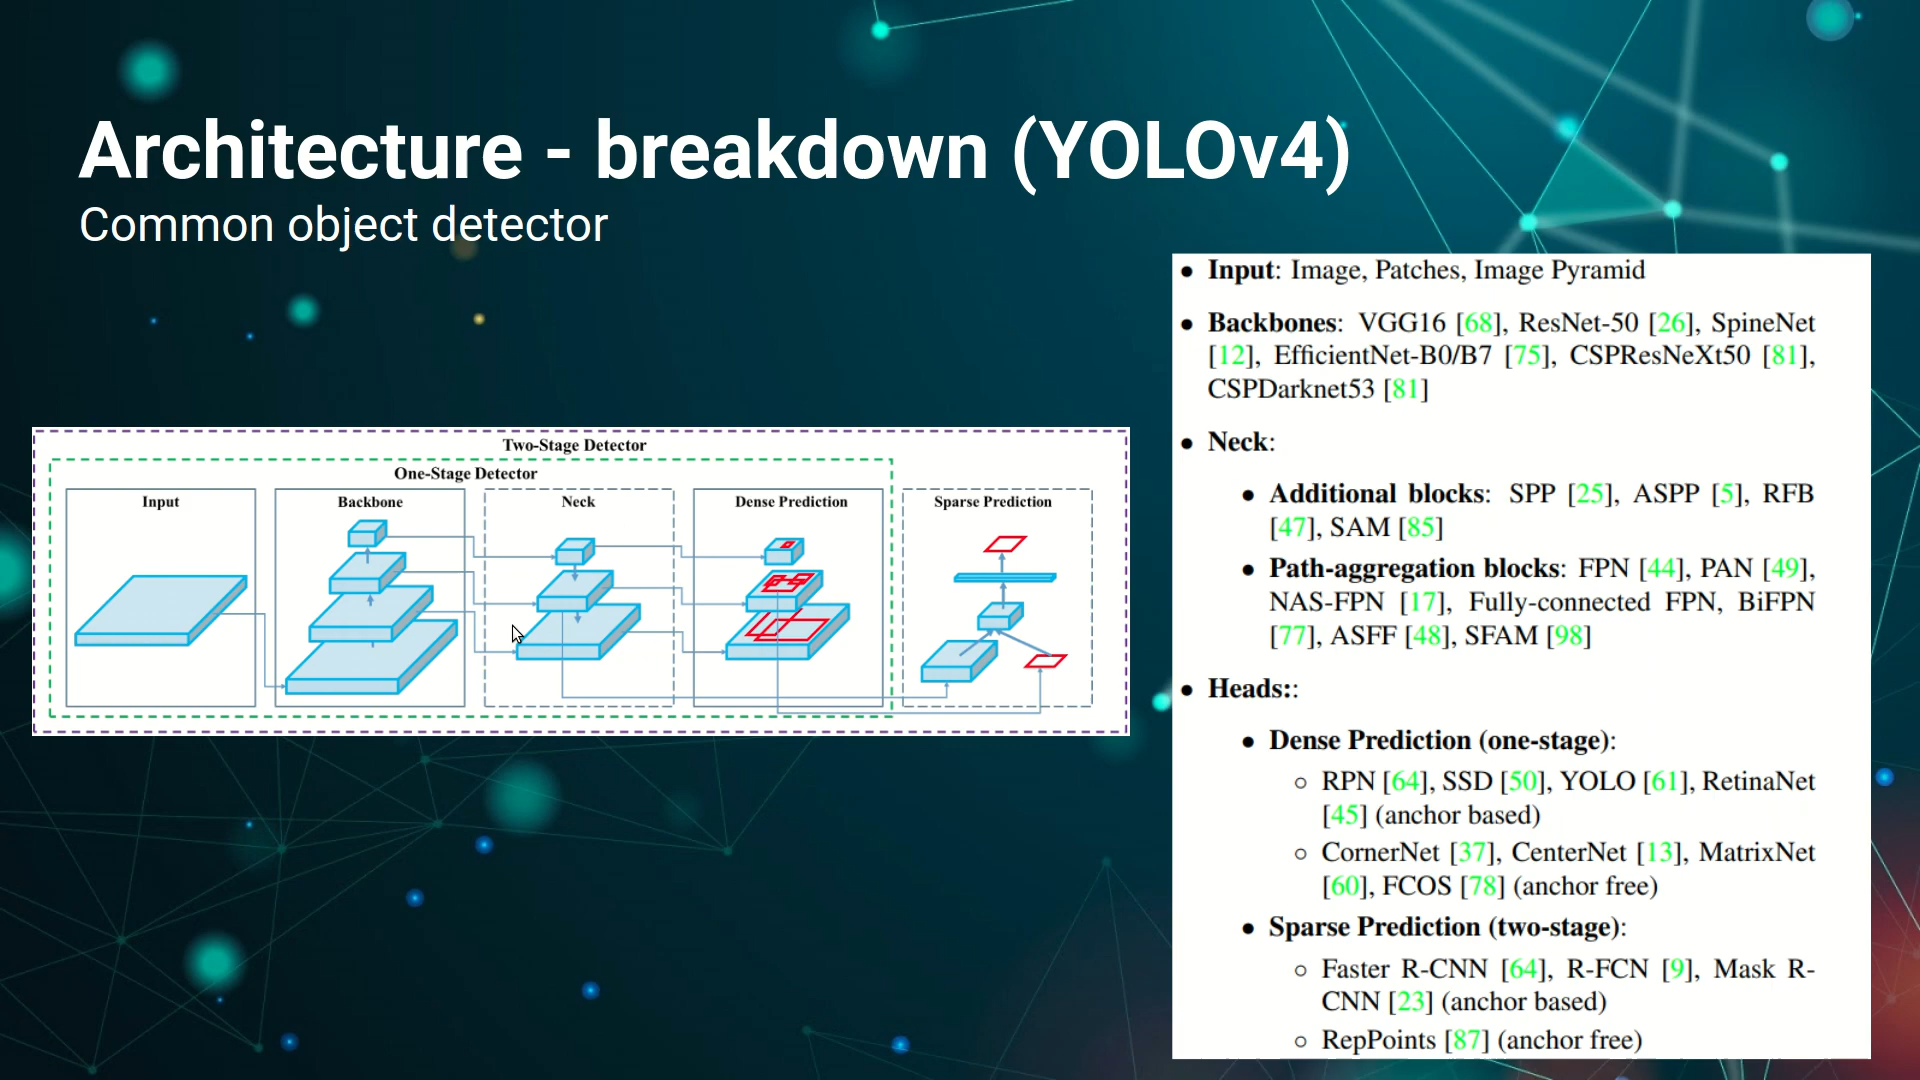 Architecture - breakdown (YOLOv4)
Common object detector
Two-Stage Detector
One-Stage Detector
Input
Backbone
Neck
Dense Prediction
Sparse Prediction
• Input: Image, Patches, Image Pyramid
• Backbones: VGG16 [68], ResNet-50 [26], SpineNet
[12], EfficientNet-B0/B7 [75], CSPResNeXt50 [81],
CSPDarknet53 [81]
• Neck:
• Additional blocks: SPP [25], ASPP [5], RFB
[47], SAM [85]
• Path-aggregation blocks: FPN [44], PAN [49],
NAS-FPN [17], Fully-connected FPN, BiFPN
[77], ASFF [48], SFAM [98]
• Heads::
• Dense Prediction (one-stage):
○ RPN [64], SSD [50], YOLO [61], RetinaNet
[45] (anchor based)
○ CornerNet [37], CenterNet [13], MatrixNet
[60], FCOS [78] (anchor free)
• Sparse Prediction (two-stage):
○ Faster R-CNN [64], R-FCN [9], Mask R-
CNN [23] (anchor based)
○ RepPoints [87] (anchor free)